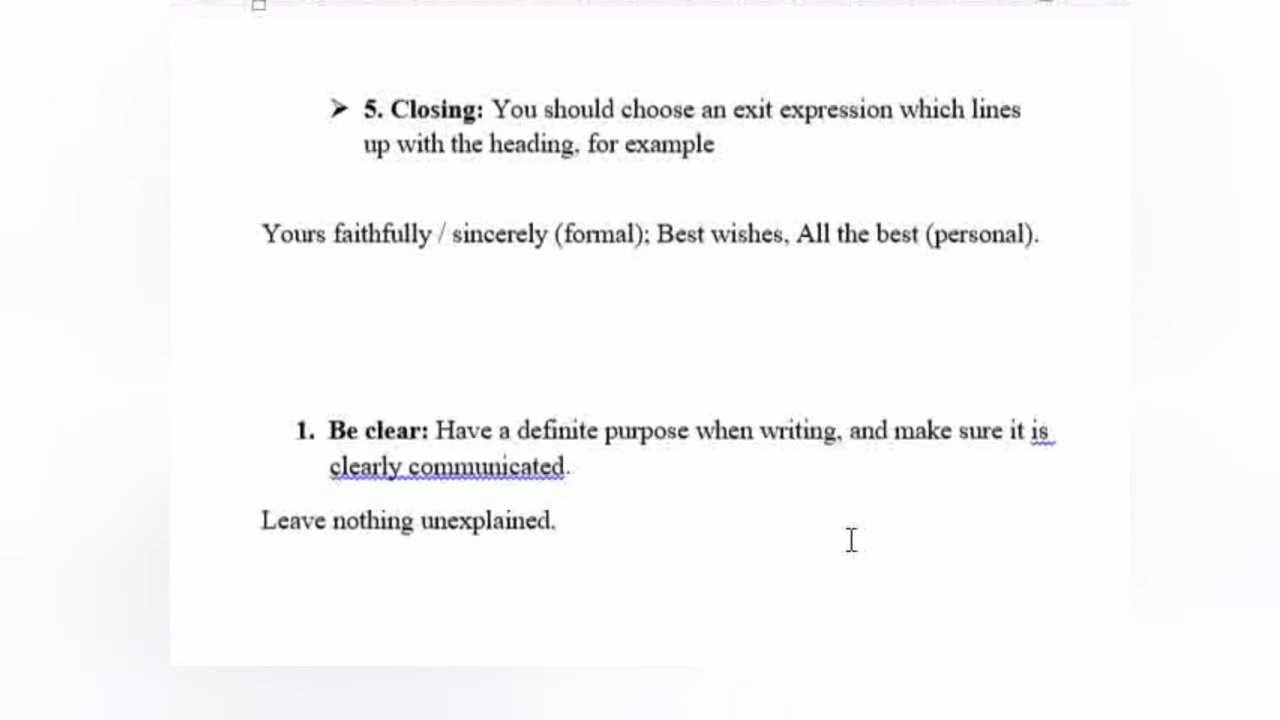 ➢ 5. Closing: You should choose an exit expression which lines
up with the heading, for example
Yours faithfully / sincerely (formal); Best wishes, All the best (personal).
1. Be clear: Have a definite purpose when writing, and make sure it is
clearly communicated.
Leave nothing unexplained.